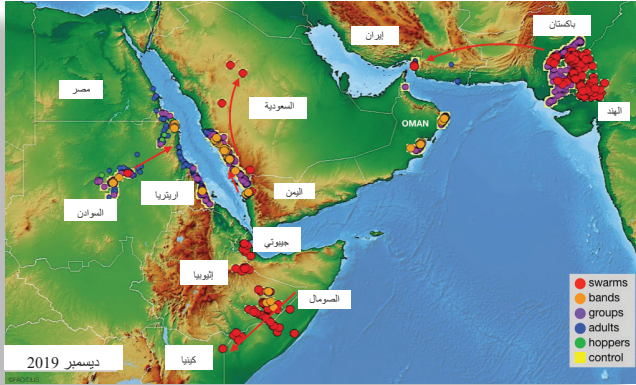 باكستان
إيران
مصر
السعودية
الهند
OMAN
اليمن
اريتريا
السوادن
جيبوتي
إثيوبيا
الصومال
كينيا
ديسمبر 2019
swarms
bands
groups
adults
hoppers
control